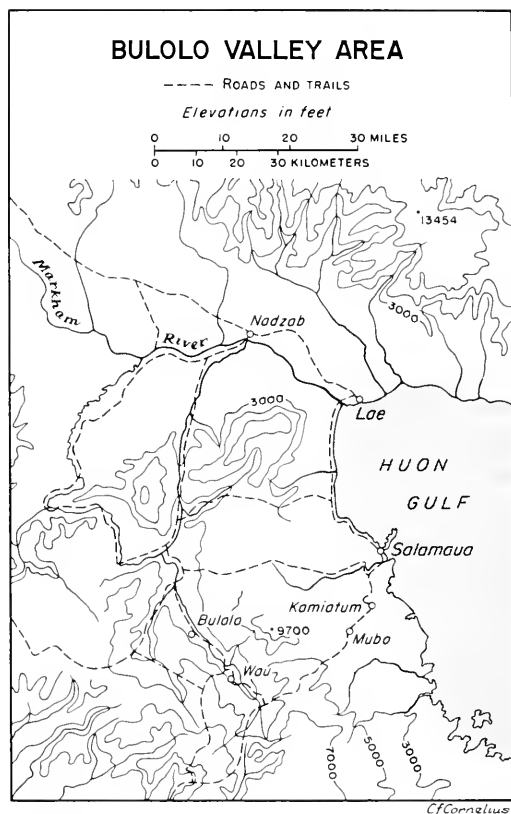 BULOLO VALLEY AREA
ROADS AND TRAILS
Elevations in feet
0 10 20 30 MILES
0 10 20 30 KILOMETERS
13454
Markham
3000
Nadzab
River
Lae
3000
HUON
GULF
Salamaua
Komiatum
Bulolo
9700
Mubo
Wau
7000
5000
3000
CfCornelius